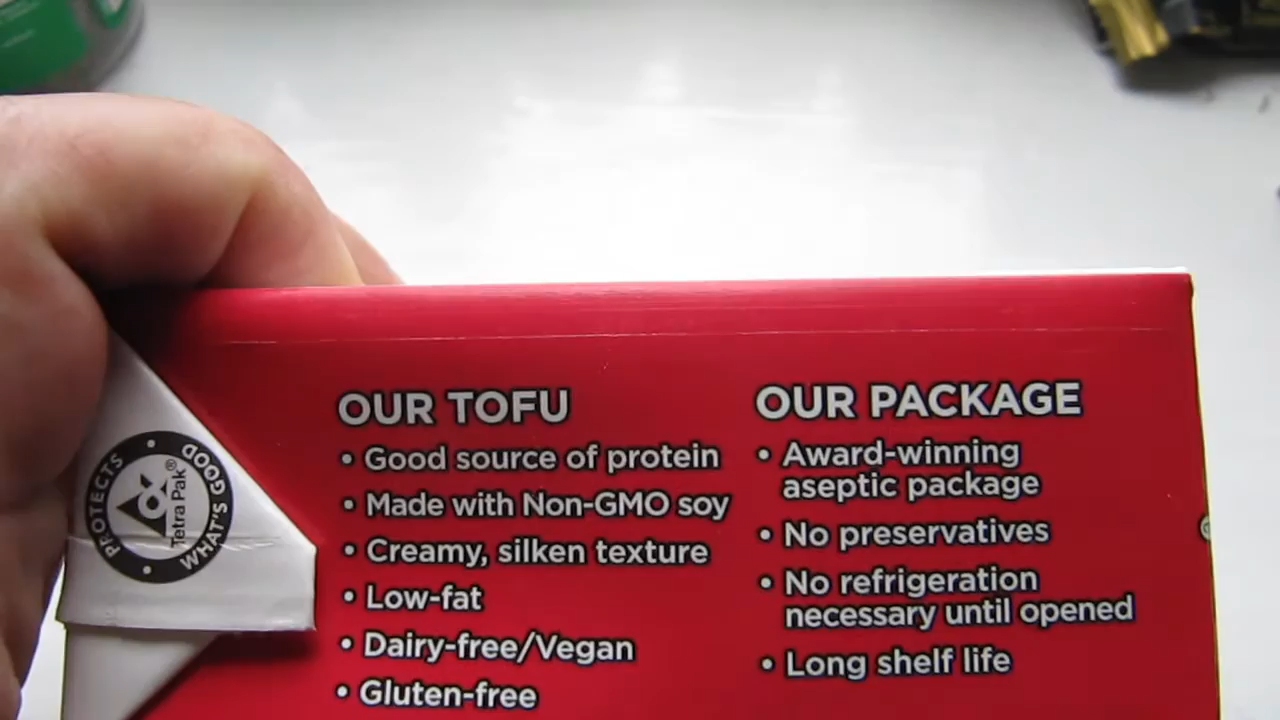 PROTECTS
WHAT'S GOOD
Tetra Pak®
OUR TOFU
• Good source of protein
• Made with Non-GMO soy
• Creamy, silken texture
• Low-fat
• Dairy-free/Vegan
• Gluten-free
OUR PACKAGE
• Award-winning
aseptic package
• No preservatives
• No refrigeration
necessary until opened
• Long shelf life